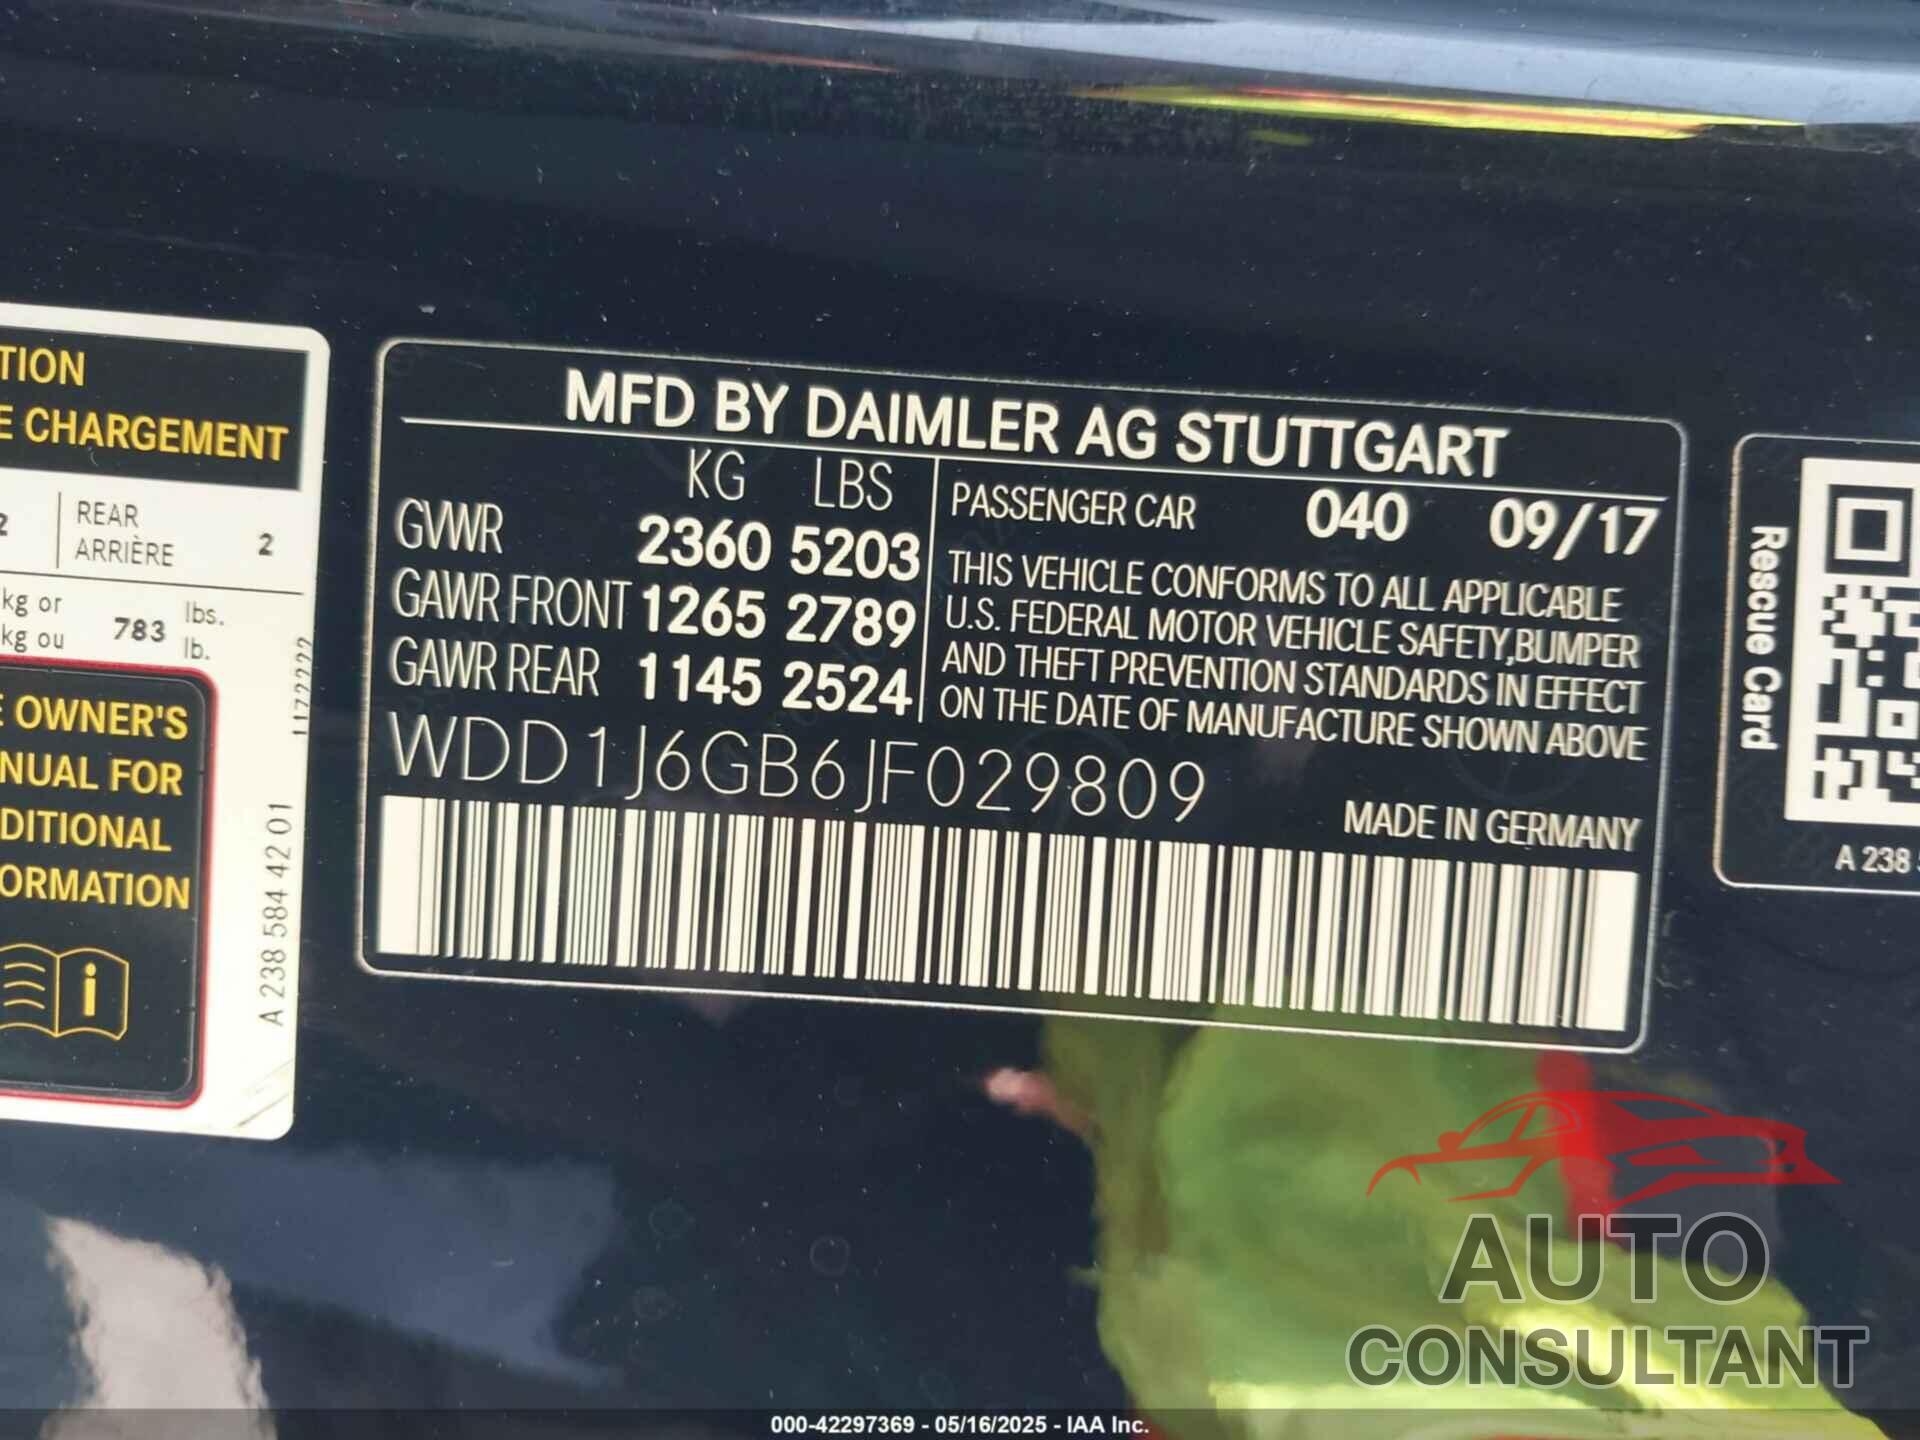 TION
E CHARGEMENT
2 REAR 2
ARRIÈRE
kg or 783 lbs.
kg ou lb.
E OWNER'S
NUAL FOR
DITIONAL
ORMATION
i
1172222
A 238 584 42 01
MFD BY DAIMLER AG STUTTGART
KG LBS
GVWR 2360 5203
GAWR FRONT 1265 2789
GAWR REAR 1145 2524
PASSENGER CAR 040 09/17
THIS VEHICLE CONFORMS TO ALL APPLICABLE
U.S. FEDERAL MOTOR VEHICLE SAFETY,BUMPER
AND THEFT PREVENTION STANDARDS IN EFFECT
ON THE DATE OF MANUFACTURE SHOWN ABOVE
WDD1J6GB6JF029809
MADE IN GERMANY
Rescue Card
A 238
AUTO
CONSULTANT
000-42297369 - 05/16/2025 - IAA Inc.